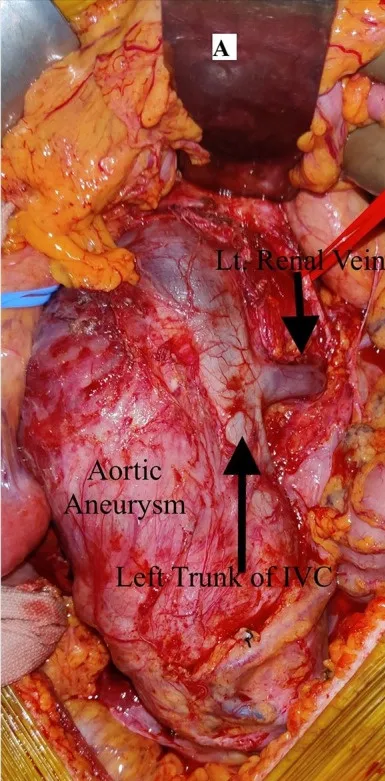 A
Lt. Renal Vein
Aortic
Aneurysm
Left Trunk of IVC